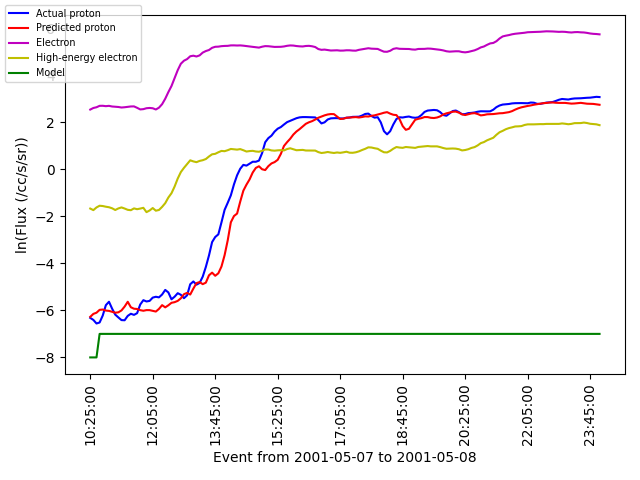 Actual proton
Predicted proton
Electron
High-energy electron
Model
2
0
−2
−4
−6
−8
ln(Flux (/cc/s/sr))
10:25:00
12:05:00
13:45:00
15:25:00
17:05:00
18:45:00
20:25:00
22:05:00
23:45:00
Event from 2001-05-07 to 2001-05-08